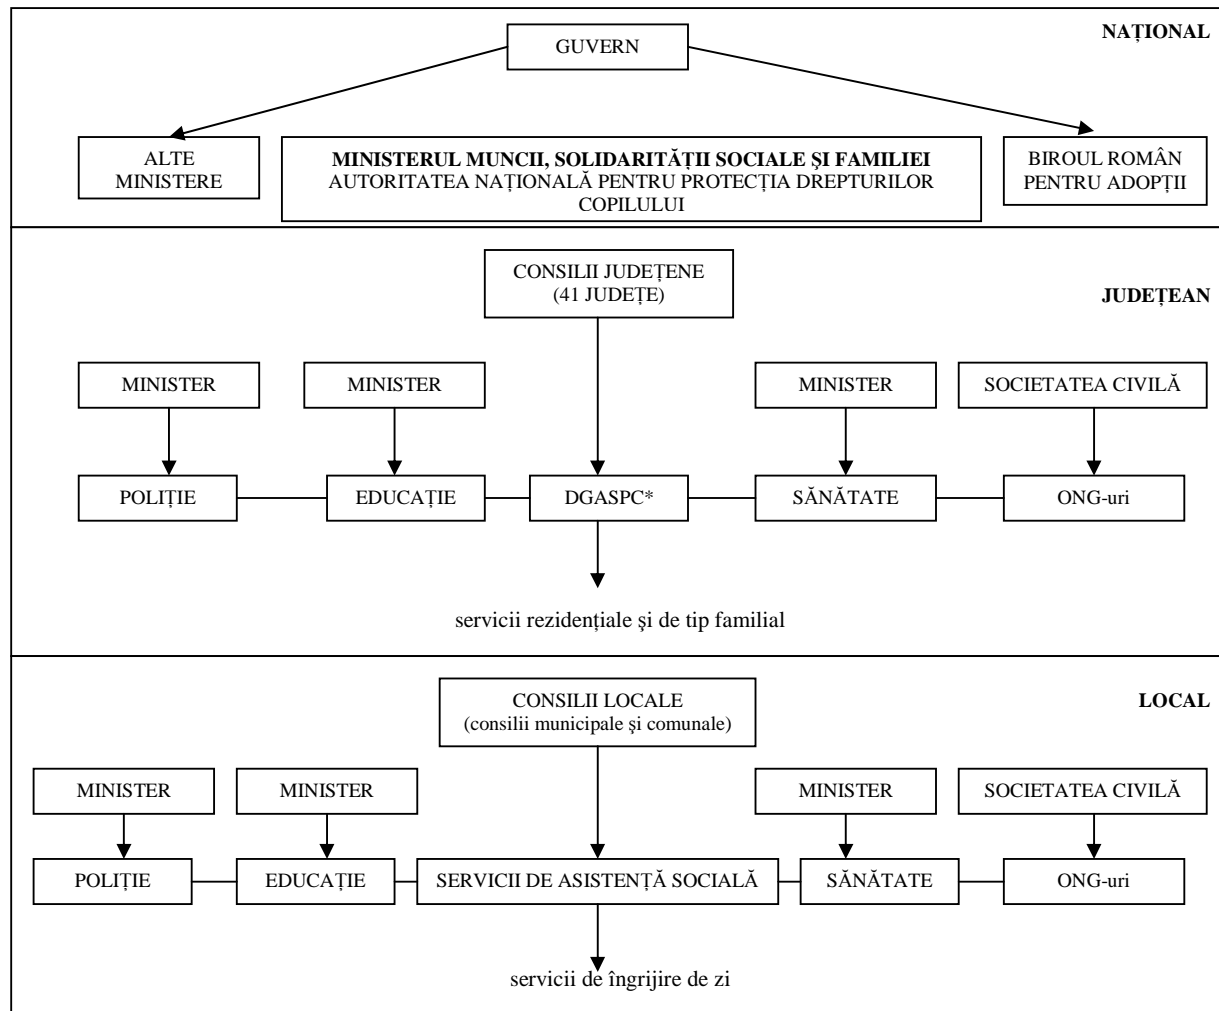 NAȚIONAL
GUVERN
ALTE
MINISTERE
MINISTERUL MUNCII, SOLIDARITĂȚII SOCIALE ȘI FAMILIEI
AUTORITATEA NAȚIONALĂ PENTRU PROTECȚIA DREPTURILOR
COPILULUI
BIROUL ROMÂN
PENTRU ADOPȚII
CONSILII JUDEȚENE
(41 JUDEȚE)
JUDEȚEAN
MINISTER
MINISTER
MINISTER
SOCIETATEA CIVILĂ
POLIȚIE
EDUCAȚIE
DGASPC*
SĂNĂTATE
ONG-uri
servicii rezidențiale și de tip familial
CONSILII LOCALE
(consilii municipale și comunale)
LOCAL
MINISTER
MINISTER
MINISTER
SOCIETATEA CIVILĂ
POLIȚIE
EDUCAȚIE
SERVICII DE ASISTENȚĂ SOCIALĂ
SĂNĂTATE
ONG-uri
servicii de îngrijire de zi